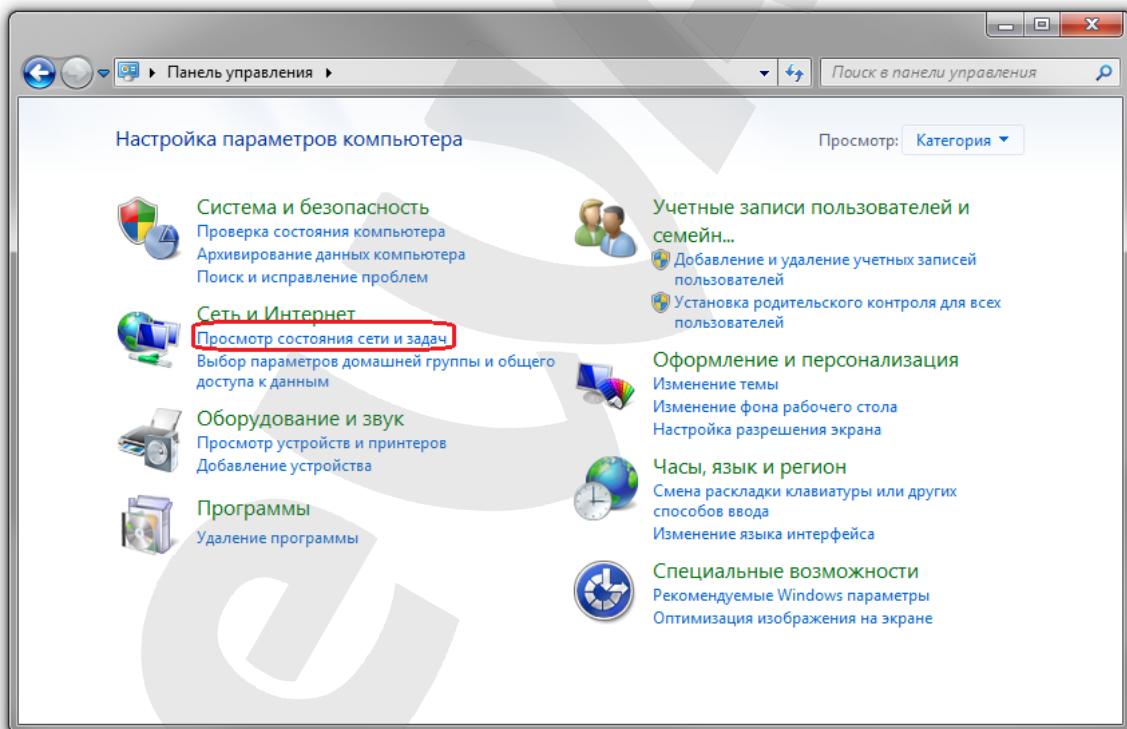 Панель управления
Поиск в панели управления
Настройка параметров компьютера
Просмотр: Категория
Система и безопасность
Проверка состояния компьютера
Архивирование данных компьютера
Поиск и исправление проблем
Сеть и Интернет
Просмотр состояния сети и задач
Выбор параметров домашней группы и общего
доступа к данным
Оборудование и звук
Просмотр устройств и принтеров
Добавление устройства
Программы
Удаление программы
Учетные записи пользователей и
семейн...
Добавление и удаление учетных записей
пользователей
Установка родительского контроля для всех
пользователей
Оформление и персонализация
Изменение темы
Изменение фона рабочего стола
Настройка разрешения экрана
Часы, язык и регион
Смена раскладки клавиатуры или других
способов ввода
Изменение языка интерфейса
Специальные возможности
Рекомендуемые Windows параметры
Оптимизация изображения на экране